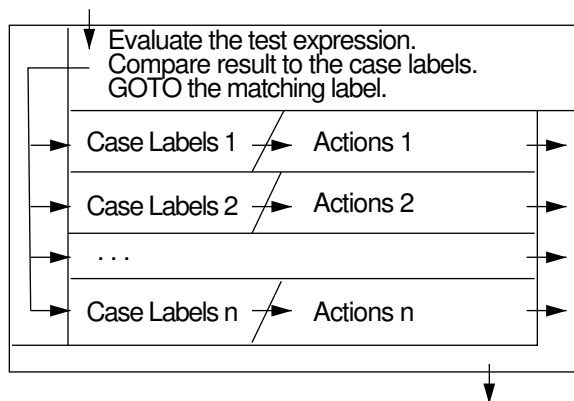 Evaluate the test expression.
Compare result to the case labels.
GOTO the matching label.
Case Labels 1 Actions 1
Case Labels 2 Actions 2
. . .
Case Labels n Actions n